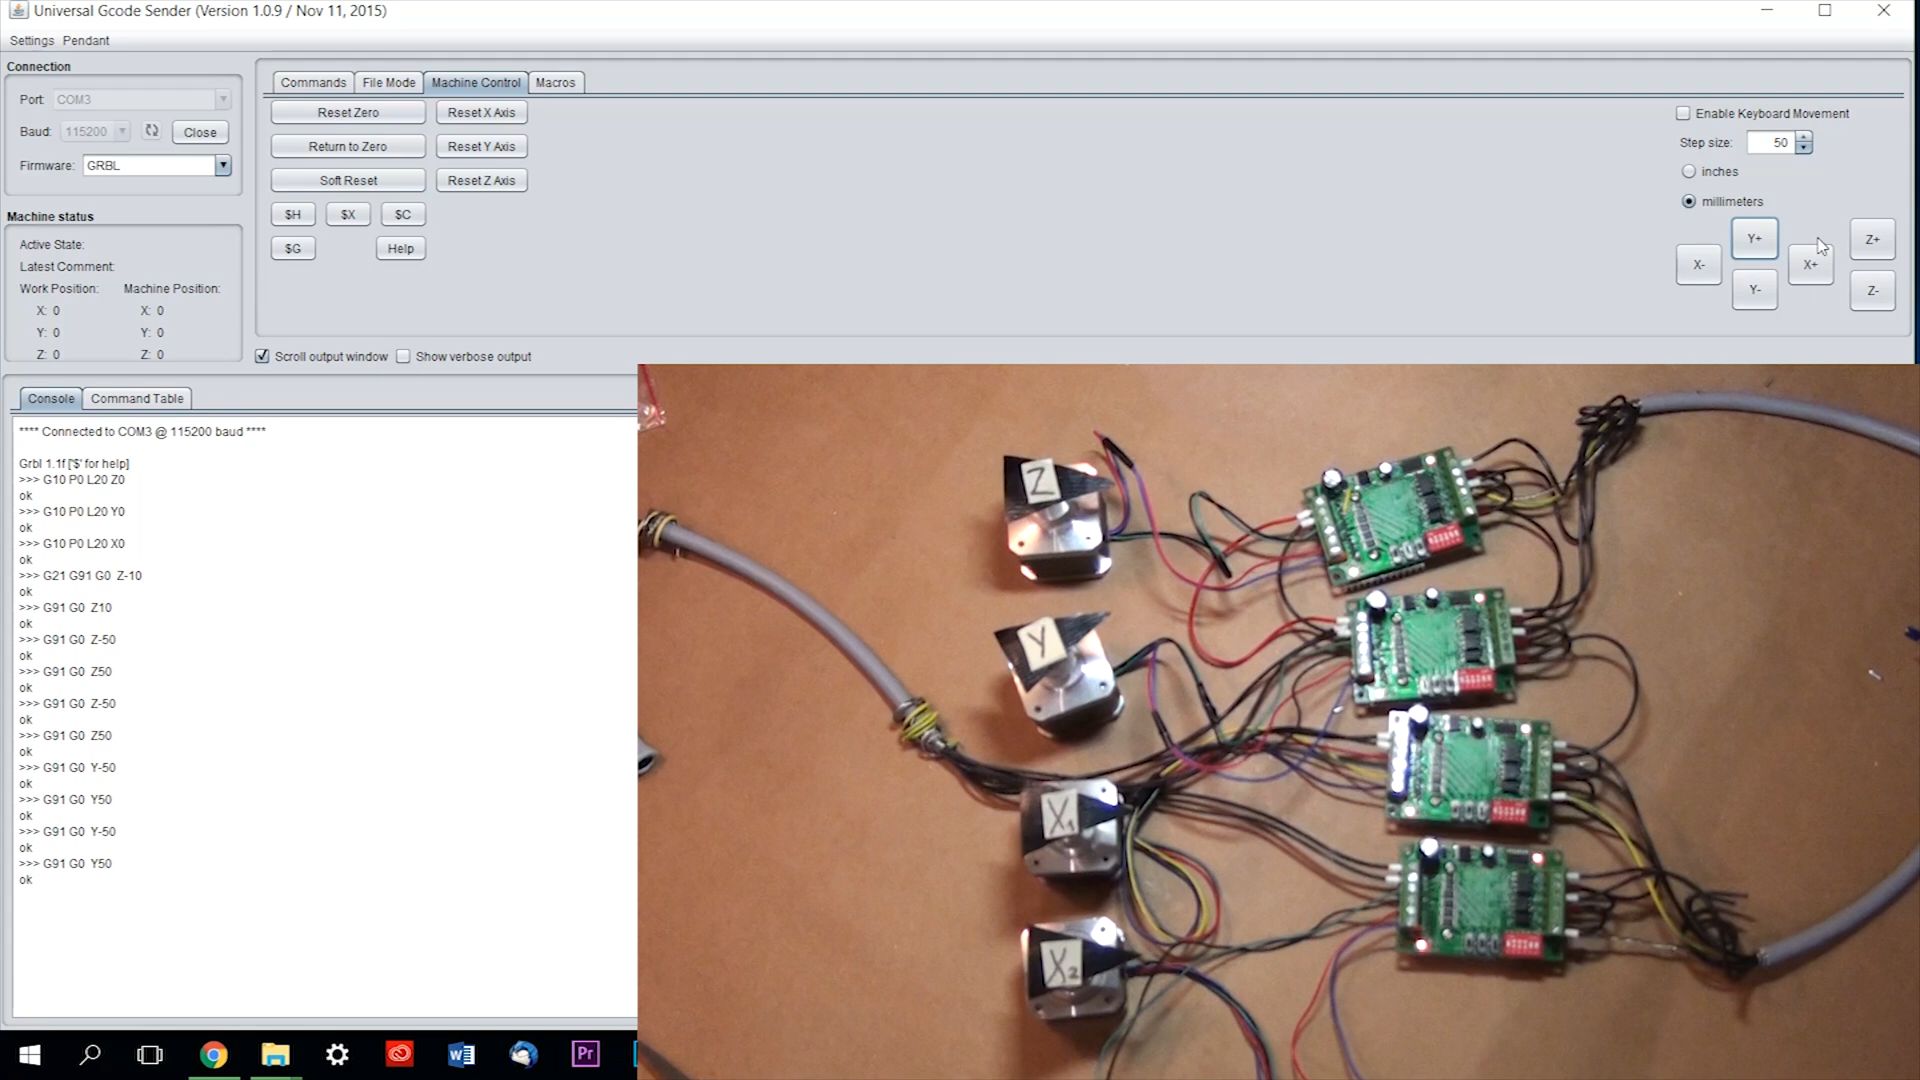 Universal Gcode Sender (Version 1.0.9 / Nov 11, 2015)
Settings Pendant
Connection
Port: COM3
Baud: 115200 Close
Firmware: GRBL
Machine status
Active State:
Latest Comment:
Work Position: Machine Position:
X: 0 X: 0
Y: 0 Y: 0
Z: 0 Z: 0
Commands File Mode Machine Control Macros
Reset Zero Reset X Axis
Return to Zero Reset Y Axis
Soft Reset Reset Z Axis
$H $X $C
$G Help
Enable Keyboard Movement
Step size: 50
inches
millimeters
Y+ Z+
X- X+
Y- Z-
Scroll output window Show verbose output
Console Command Table
**** Connected to COM3 @ 115200 baud ****
Grbl 1.1f ['$' for help]
>>> G10 P0 L20 Z0
ok
>>> G10 P0 L20 Y0
ok
>>> G10 P0 L20 X0
ok
>>> G21 G91 G0 Z-10
ok
>>> G91 G0 Z10
ok
>>> G91 G0 Z-50
ok
>>> G91 G0 Z50
ok
>>> G91 G0 Z-50
ok
>>> G91 G0 Z50
ok
>>> G91 G0 Y-50
ok
>>> G91 G0 Y50
ok
>>> G91 G0 Y-50
ok
>>> G91 G0 Y50
ok
Z
Y
X1
X2
W
Pr